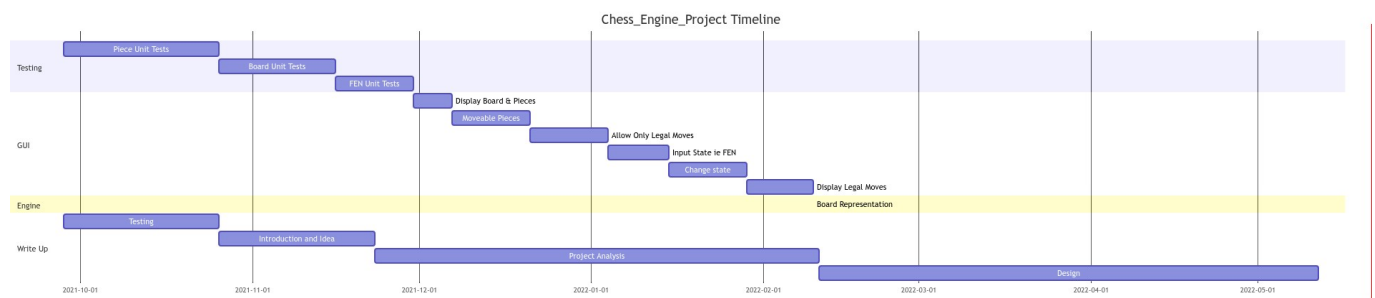 Chess_Engine_Project Timeline
Testing
Piece Unit Tests
Board Unit Tests
FEN Unit Tests
GUI
Display Board & Pieces
Moveable Pieces
Allow Only Legal Moves
Input State ie FEN
Change state
Display Legal Moves
Engine
Board Representation
Write Up
Testing
Introduction and Idea
Project Analysis
Design
2021-10-01 2021-11-01 2021-12-01 2022-01-01 2022-02-01 2022-03-01 2022-04-01 2022-05-01